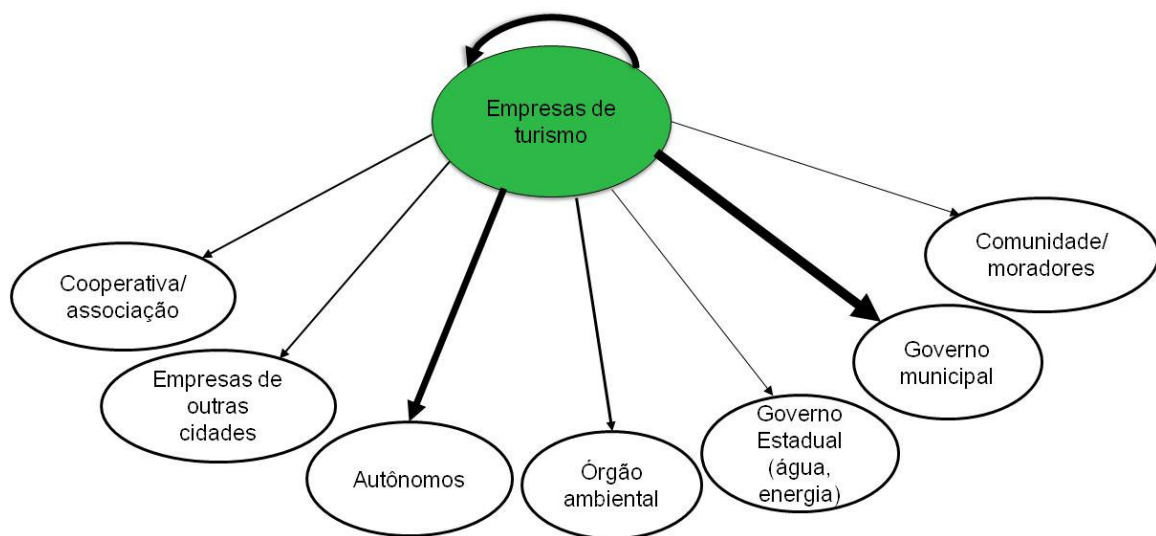 Empresas de
turismo
Cooperativa/
associação
Empresas de
outras
cidades
Autônomos
Órgão
ambiental
Governo
Estadual
(água,
energia)
Governo
municipal
Comunidade/
moradores